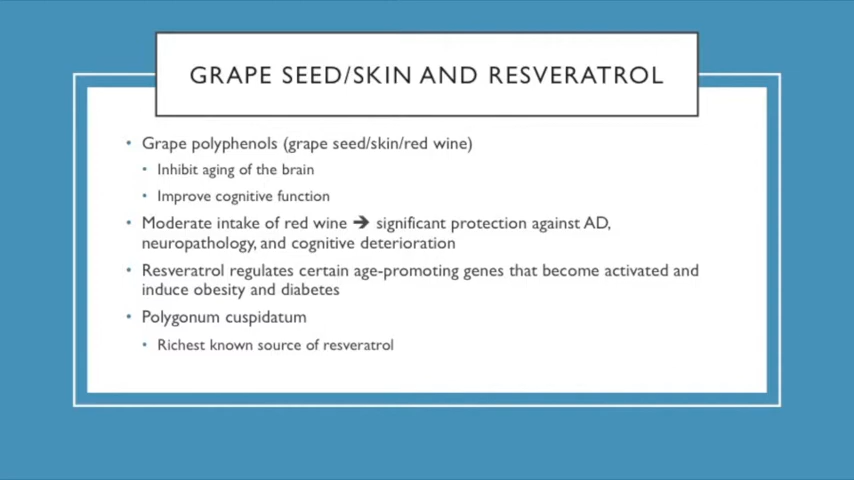 GRAPE SEED/SKIN AND RESVERATROL
• Grape polyphenols (grape seed/skin/red wine)
• Inhibit aging of the brain
• Improve cognitive function
• Moderate intake of red wine ➔ significant protection against AD,
neuropathology, and cognitive deterioration
• Resveratrol regulates certain age-promoting genes that become activated and
induce obesity and diabetes
• Polygonum cuspidatum
• Richest known source of resveratrol